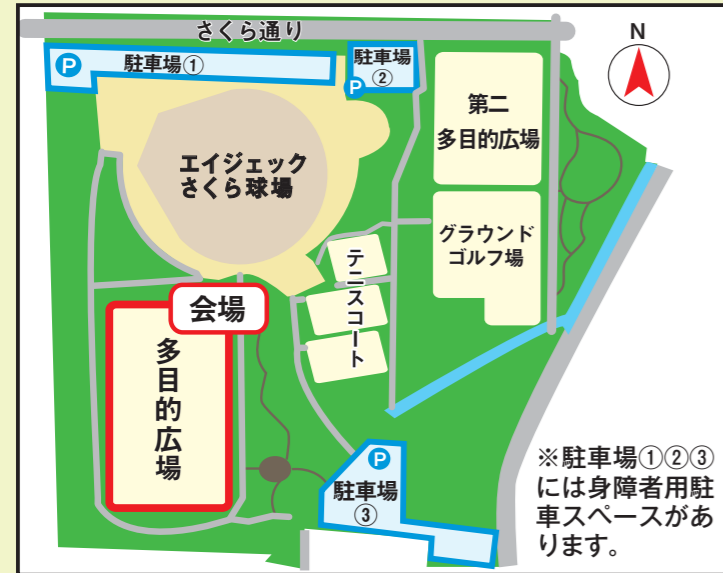 さくら通り
N
P
駐車場①
駐車場
②
P
第二
多目的広場
エイジェック
さくら球場
グラウンド
ゴルフ場
テニスコート
会場
多目的広場
P
駐車場
③
※駐車場①②③
には身障者用駐
車スペースがあ
ります。